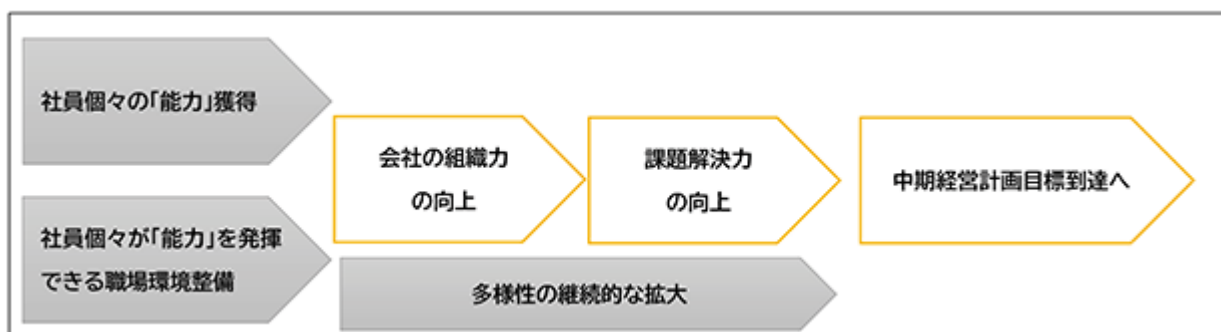 社員個々の「能力」獲得
社員個々が「能力」を発揮
できる職場環境整備
会社の組織力
の向上
課題解決力
の向上
中期経営計画目標到達へ
多様性の継続的な拡大